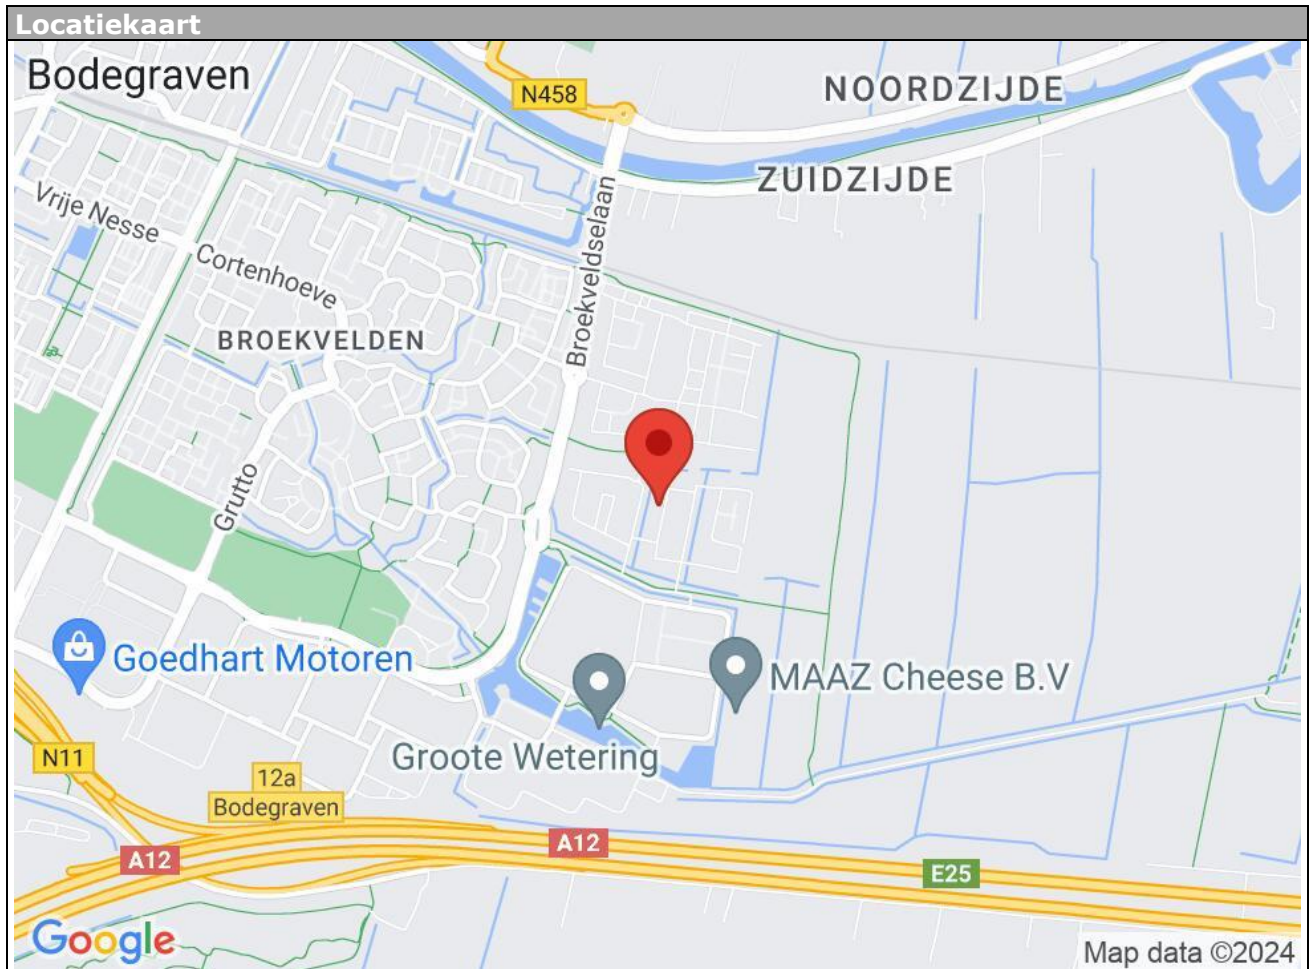 Locatiekaart
Bodegraven
N458
NOORDZIJDE
ZUIDZIJDE
Vrije Nesse
Cortenhoeve
Broekveldselaan
BROEKVELDEN
Grutto
Goedhart Motoren
MAAZ Cheese B.V
Groote Wetering
N11
12a
Bodegraven
A12
A12
E25
Google
Map data ©2024